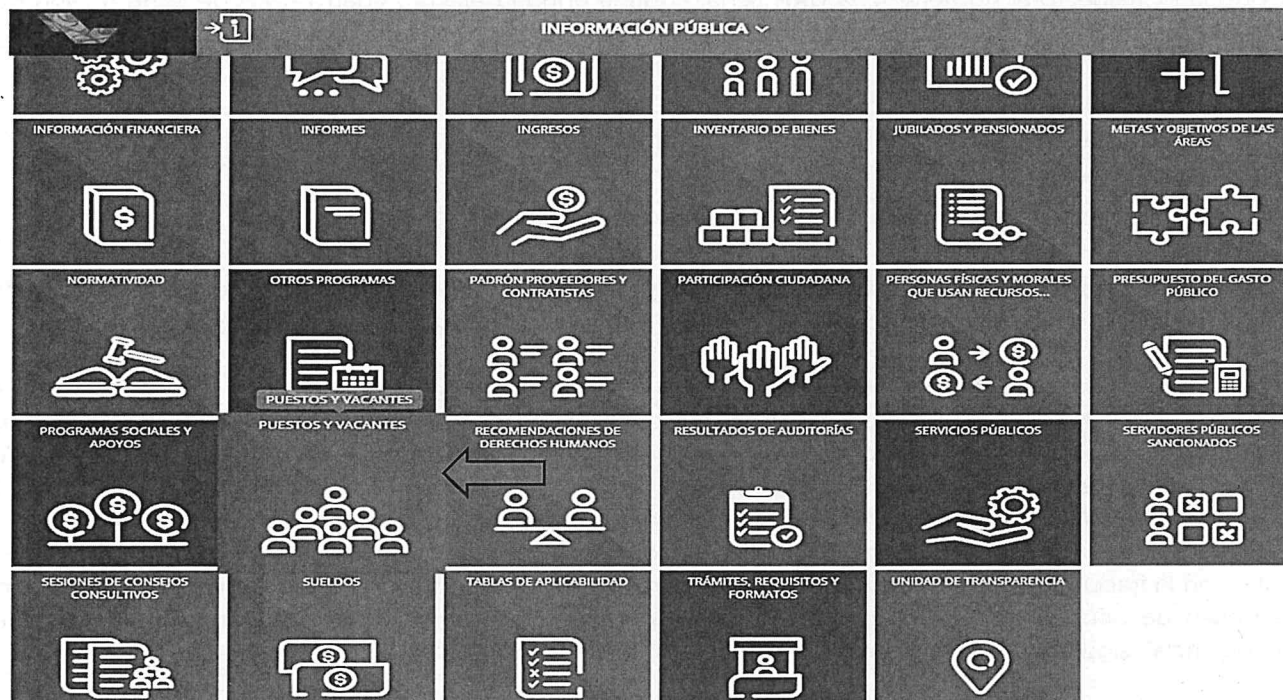 INFORMACIÓN PÚBLICA
INFORMACIÓN FINANCIERA
INFORMES
INGRESOS
INVENTARIO DE BIENES
JUBILADOS Y PENSIONADOS
METAS Y OBJETIVOS DE LAS
ÁREAS
NORMATIVIDAD
OTROS PROGRAMAS
PADRÓN PROVEEDORES Y
CONTRATISTAS
PARTICIPACIÓN CIUDADANA
PERSONAS FÍSICAS Y MORALES
QUE USAN RECURSOS...
PRESUPUESTO DEL GASTO
PÚBLICO
PUESTOS Y VACANTES
PROGRAMAS SOCIALES Y
APOYOS
PUESTOS Y VACANTES
RECOMENDACIONES DE
DERECHOS HUMANOS
RESULTADOS DE AUDITORÍAS
SERVICIOS PÚBLICOS
SERVIDORES PÚBLICOS
SANCIONADOS
SESIONES DE CONSEJOS
CONSULTIVOS
SUELDOS
TABLAS DE APLICABILIDAD
TRÁMITES, REQUISITOS Y
FORMATOS
UNIDAD DE TRANSPARENCIA